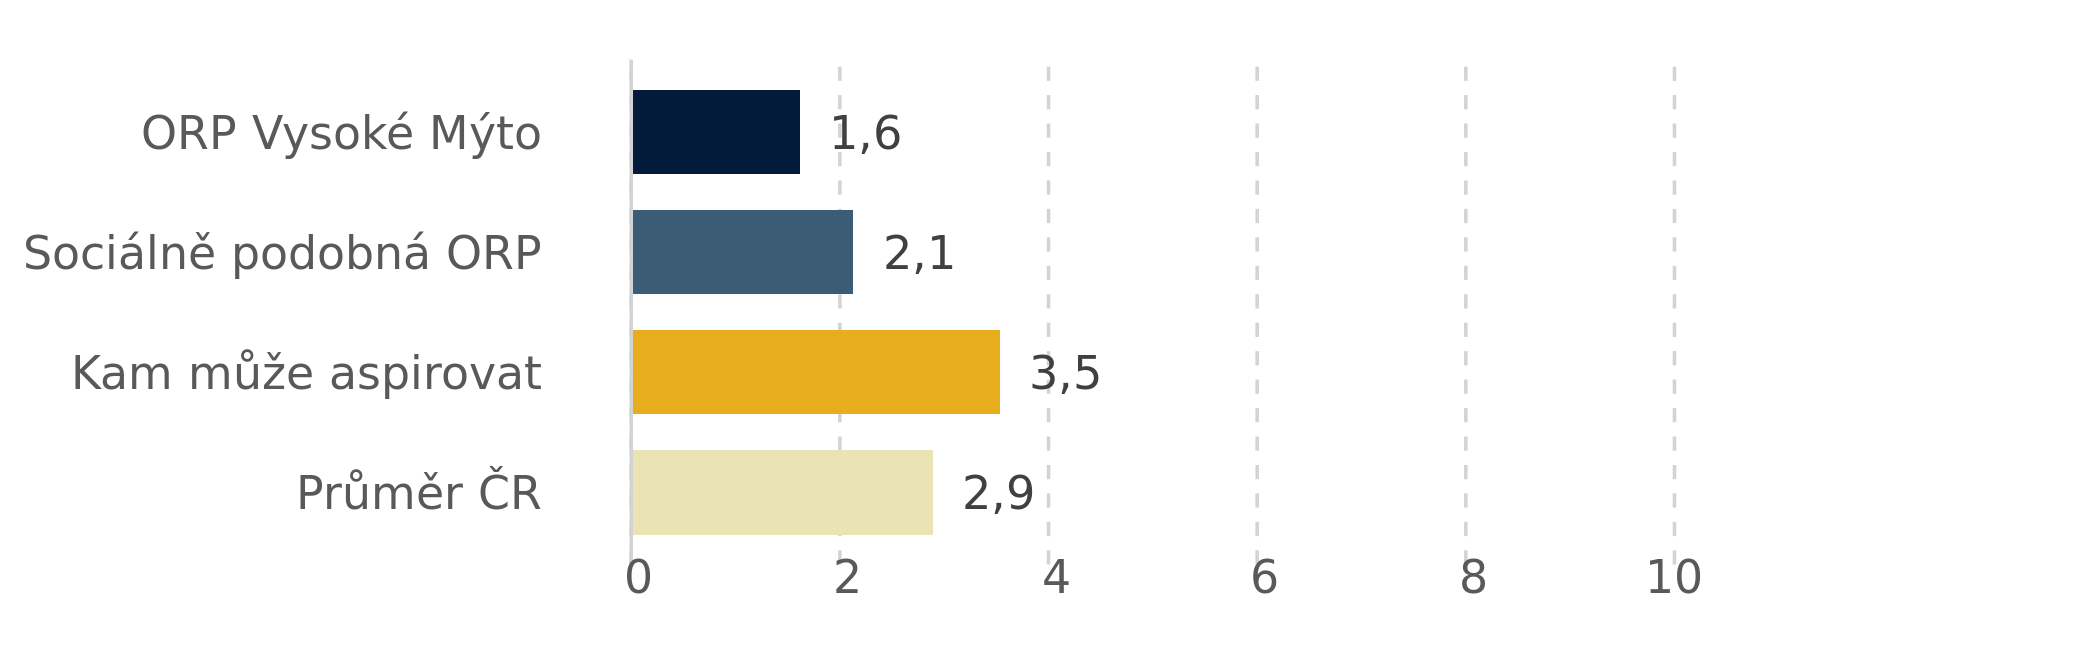 ORP Vysoké Mýto 1,6
Sociálně podobná ORP 2,1
Kam může aspirovat 3,5
Průměr ČR 2,9
0 2 4 6 8 10